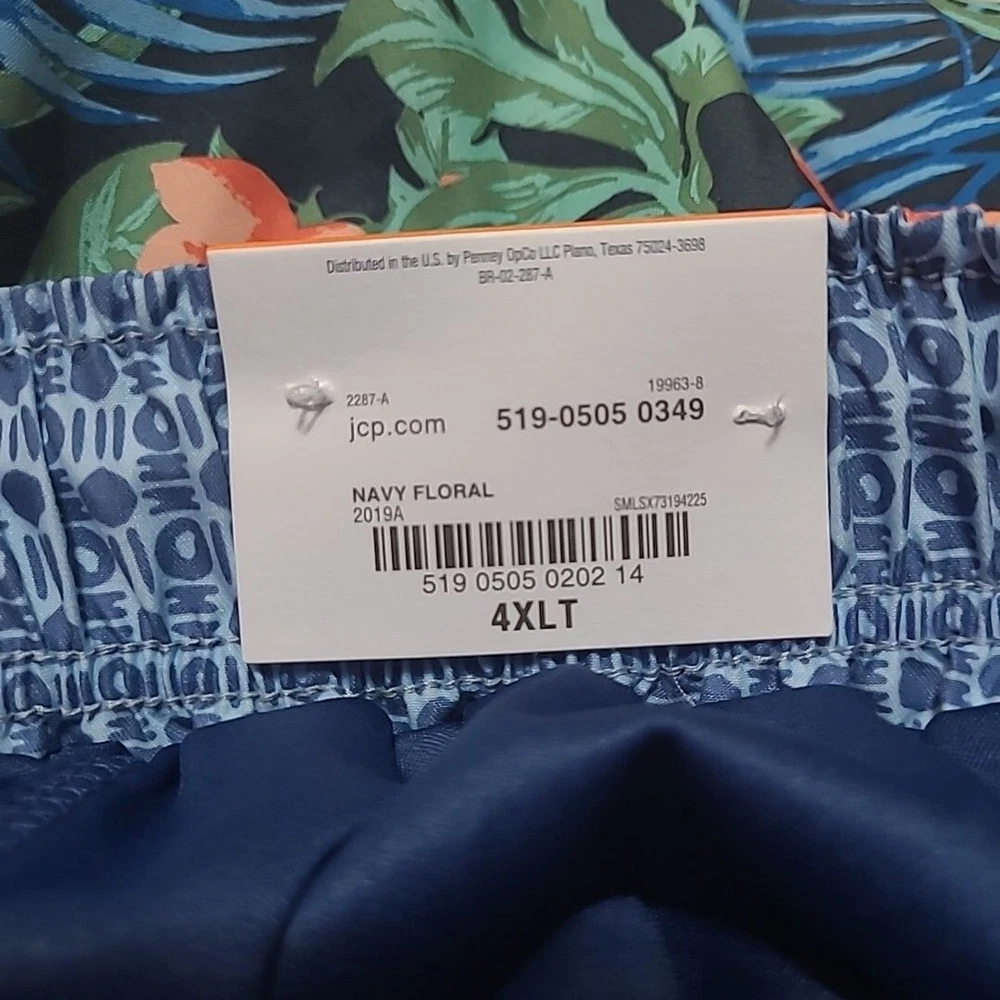 Distributed in the U.S. by Penney OpCo LLC Plano, Texas 75024-3698
BR-02-287-A
2287-A
19963-8
jcp.com 519-0505 0349
NAVY FLORAL
2019A
SMLSX73194225
519 0505 0202 14
4XLT